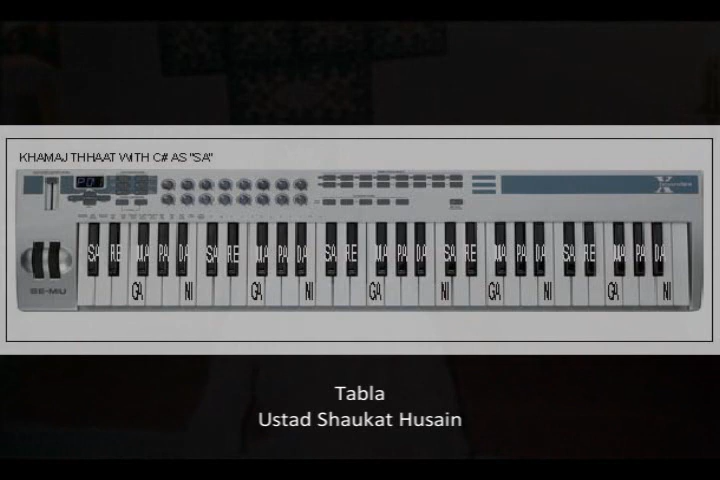 KHAMAJ THHAAT WITH C# AS "SA"
P01
SA RE MA PA DA SA RE MA PA DA SA RE MA PA DA SA RE MA PA DA SA RE MA PA DA
GA NI GA NI GA NI GA NI GA NI
E-MU
Tabla
Ustad Shaukat Husain